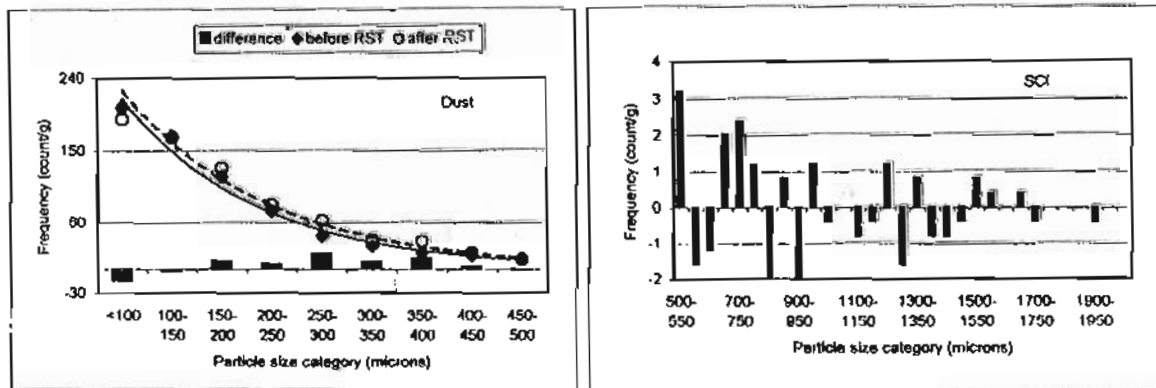 difference before RST after RST
240
150
60
-30
Dust
Frequency (count/g)
<100 100-150 150-200 200-250 250-300 300-350 350-400 400-450 450-500
Particle size category (microns)
4
3
2
1
0
-1
-2
SCI
Frequency (count/g)
500-550 700-750 900-950 1100-1150 1300-1350 1500-1550 1700-1750 1900-1950
Particle size category (microns)